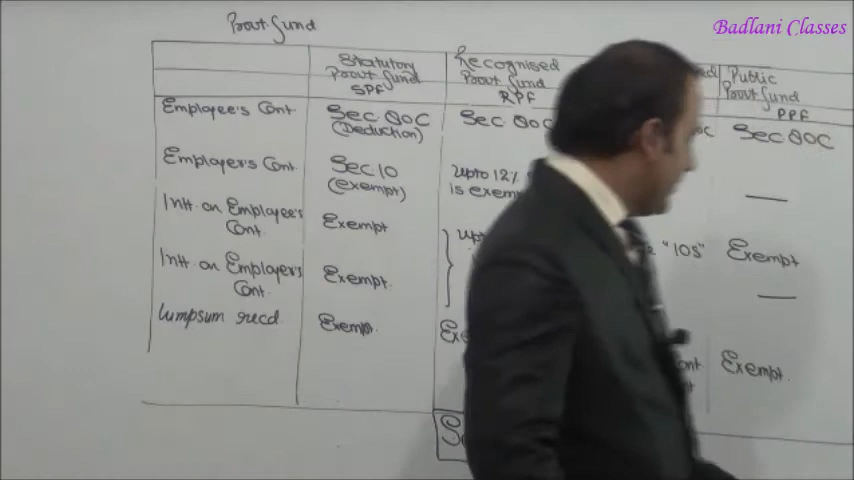 Badlani Classes
Provt. fund
Statutory
Provt fund
SPF
Recognised
Provt fund
RPF
Public
Provt fund
PPF
Employee's Cont
Sec 80C
(Deduction)
Sec 80C
Sec 80C
Employer's Cont.
Sec 10
(exempt)
Upto 12%
is exempt
Intt. on Employee's
Cont.
Exempt
"IOS"
Exempt
Intt. on Employer's
Cont.
Exempt.
Lumpsum recd.
Exempt.
Exempt.